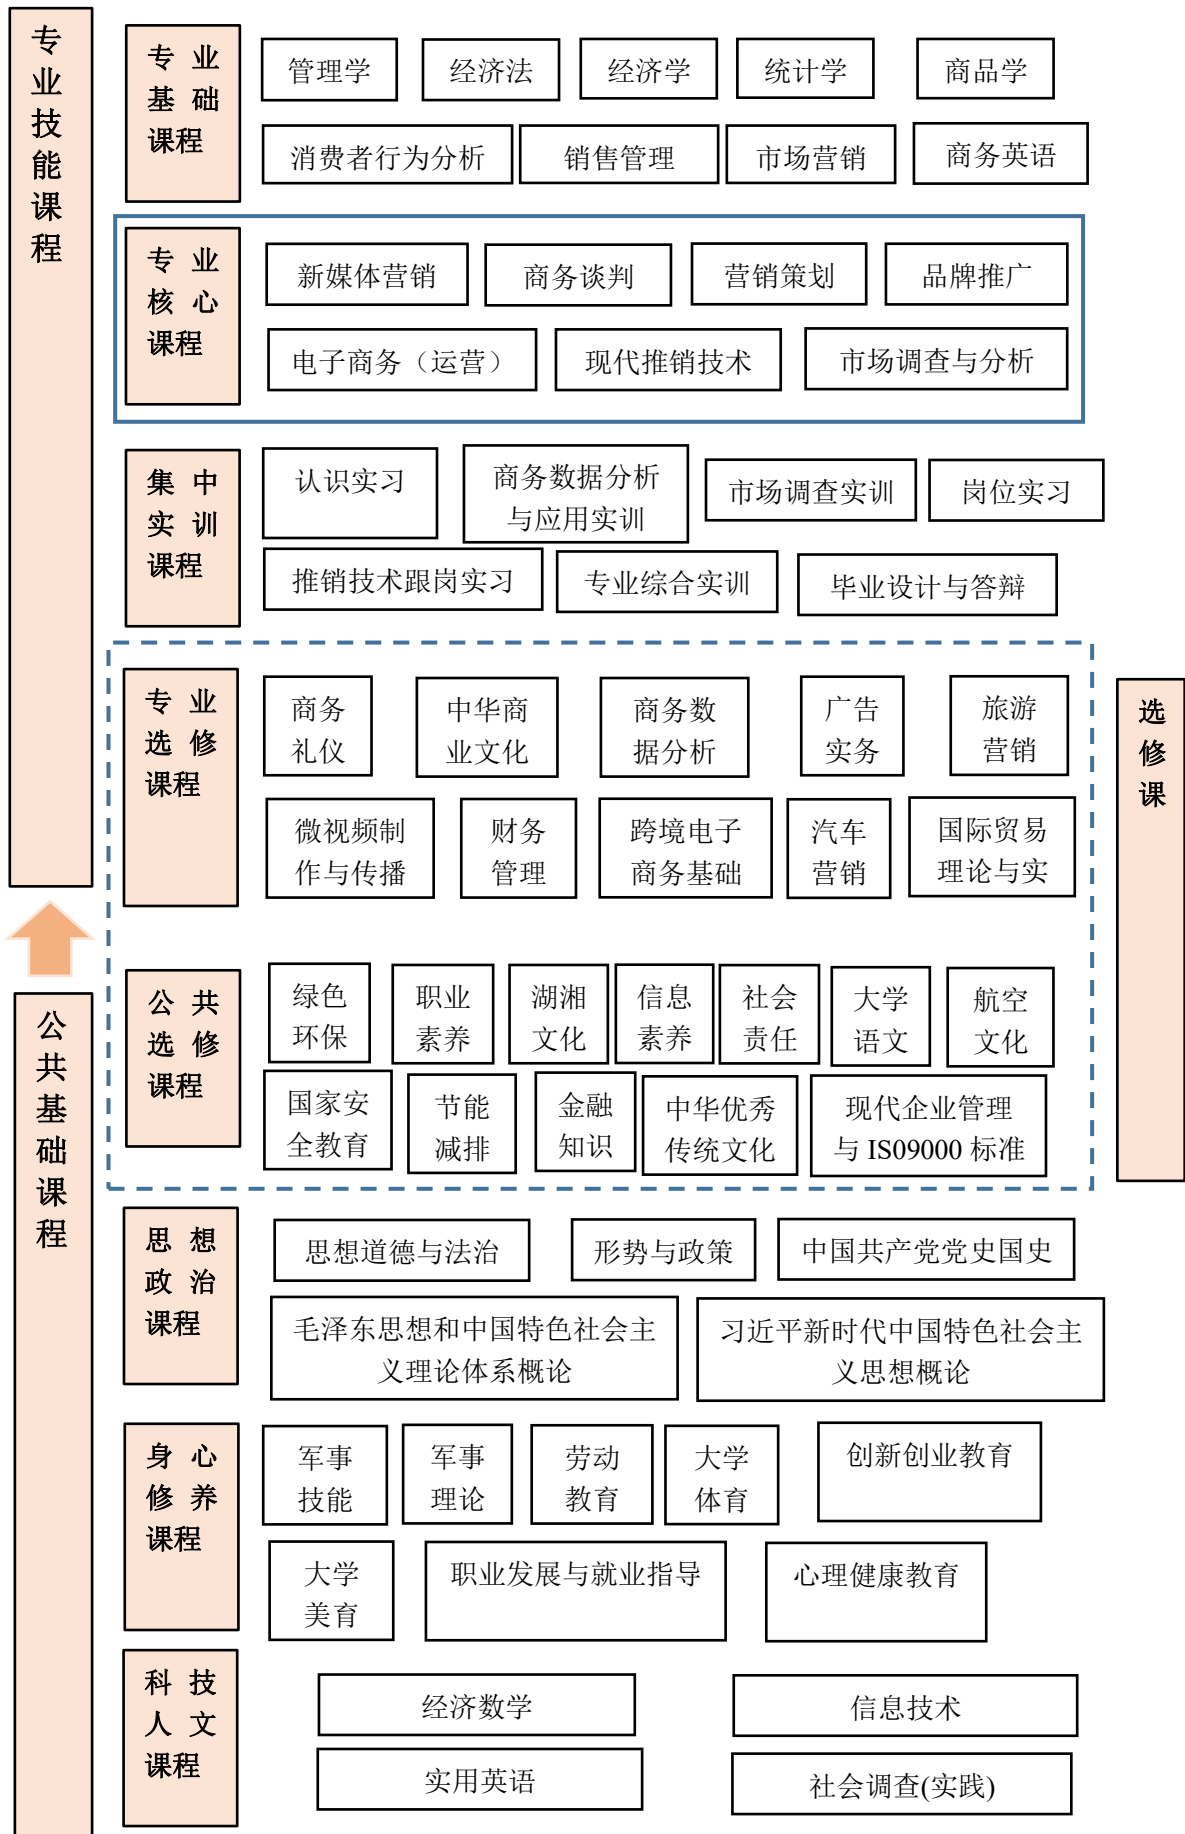 专业技能课程
专业
基础
课程
管理学
经济法
经济学
统计学
商品学
消费者行为分析
销售管理
市场营销
商务英语
专业
核心
课程
新媒体营销
商务谈判
营销策划
品牌推广
电子商务（运营）
现代推销技术
市场调查与分析
集中
实训
课程
认识实习
商务数据分析
与应用实训
市场调查实训
岗位实习
推销技术跟岗实习
专业综合实训
毕业设计与答辩
选修课
专业
选修
课程
商务
礼仪
中华商
业文化
商务数
据分析
广告
实务
旅游
营销
微视频制
作与传播
财务
管理
跨境电子
商务基础
汽车
营销
国际贸易
理论与实
公共基础课程
公共
选修
课程
绿色
环保
职业
素养
湖湘
文化
信息
素养
社会
责任
大学
语文
航空
文化
国家安
全教育
节能
减排
金融
知识
中华优秀
传统文化
现代企业管理
与 IS09000 标准
思想
政治
课程
思想道德与法治
形势与政策
中国共产党党史国史
毛泽东思想和中国特色社会主
义理论体系概论
习近平新时代中国特色社会主
义思想概论
身心
修养
课程
军事
技能
军事
理论
劳动
教育
大学
体育
创新创业教育
大学
美育
职业发展与就业指导
心理健康教育
科技
人文
课程
经济数学
信息技术
实用英语
社会调查(实践)